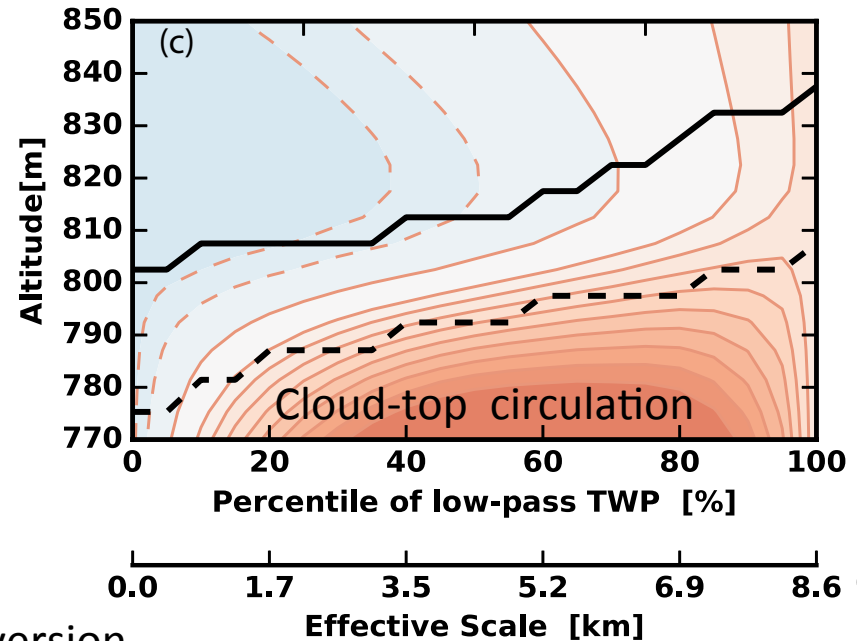 850
(c)
840
830
820
810
800
790
780
770
Altitude[m]
Cloud-top circulation
0 20 40 60 80 100
Percentile of low-pass TWP [%]
0.0 1.7 3.5 5.2 6.9 8.6
Effective Scale [km]
version